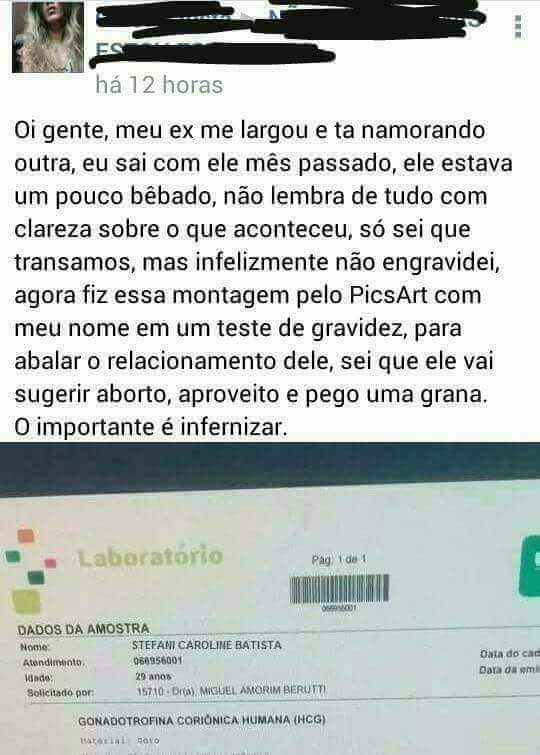 há 12 horas
Oi gente, meu ex me largou e ta namorando
outra, eu sai com ele mês passado, ele estava
um pouco bêbado, não lembra de tudo com
clareza sobre o que aconteceu, só sei que
transamos, mas infelizmente não engravidei,
agora fiz essa montagem pelo PicsArt com
meu nome em um teste de gravidez, para
abalar o relacionamento dele, sei que ele vai
sugerir aborto, aproveito e pego uma grana.
O importante é infernizar.
Laboratório
Pág: 1 de 1
066956001
DADOS DA AMOSTRA
Nome: STEFANI CAROLINE BATISTA
Atendimento: 066956001
Data do cad
Idade: 29 anos
Data da emi
Solicitado por: 15710 - Dr(a). MIGUEL AMORIM BERUTTI
GONADOTROFINA CORIÔNICA HUMANA (HCG)
Material: Soro